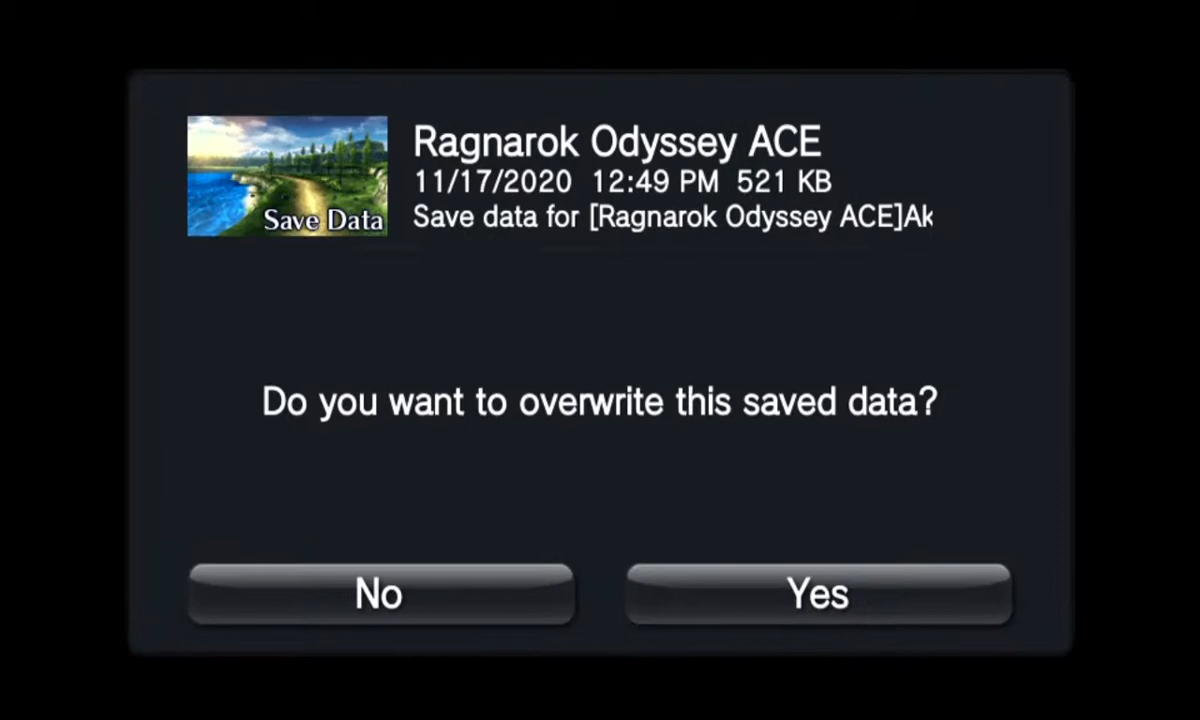 Save Data
Ragnarok Odyssey ACE
11/17/2020 12:49 PM 521 KB
Save data for [Ragnarok Odyssey ACE]Ak
Do you want to overwrite this saved data?
No
Yes